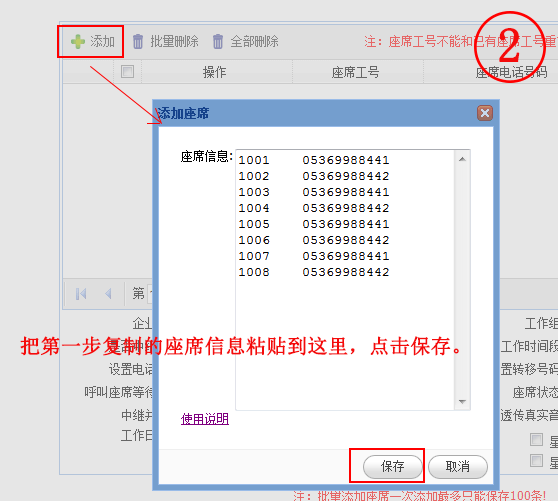 添加 批量删除 全部删除 注：座席工号不能和已有座席工号重
②
操作 座席工号 座席电话号码
添加座席
座席信息:
1001 05369988441
1002 05369988442
1003 05369988441
1004 05369988442
1005 05369988441
1006 05369988442
1007 05369988441
1008 05369988442
第
企业 工作组
把第一步复制的座席信息粘贴到这里，点击保存。
工作时间段
设置电话 置转移号码
呼叫座席等待 座席状态
中继并 透传真实音
使用说明
工作日
保存 取消
注：批量添加座席一次添加最多只能保存100条!